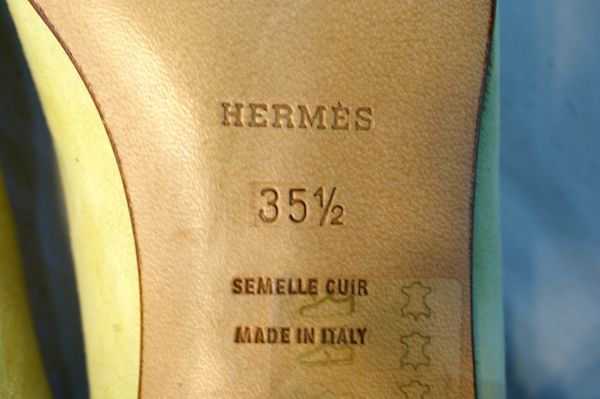 HERMÈS
35½
SEMELLE CUiR
MADE IN ITALY